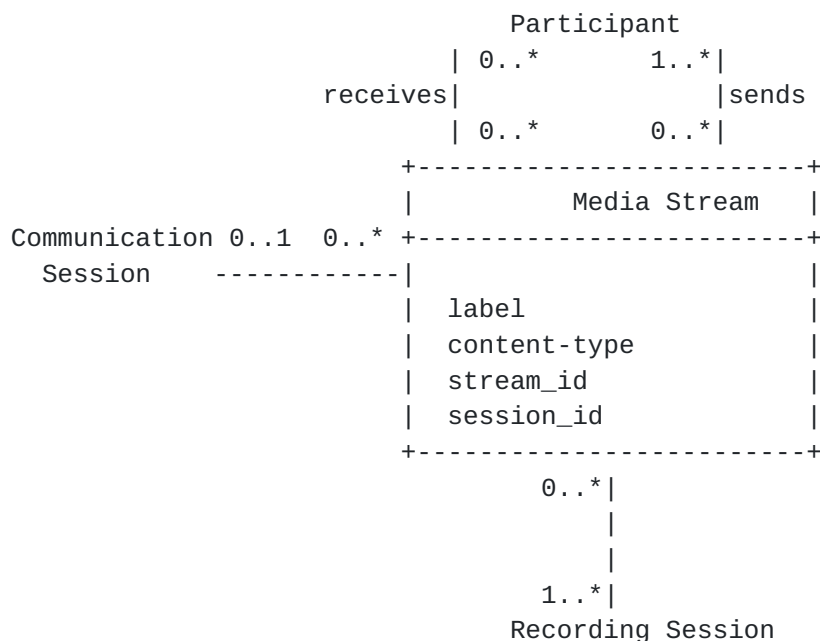 Participant
| 0..*       1..*|
receives|                |sends
| 0..*       0..*|
+-------------------------+
|          Media Stream   |
Communication 0..1  0..* +-------------------------+
Session    ------------|                         |
|  label                  |
|  content-type           |
|  stream_id              |
|  session_id             |
+-------------------------+
0..*|
|
|
1..*|
Recording Session